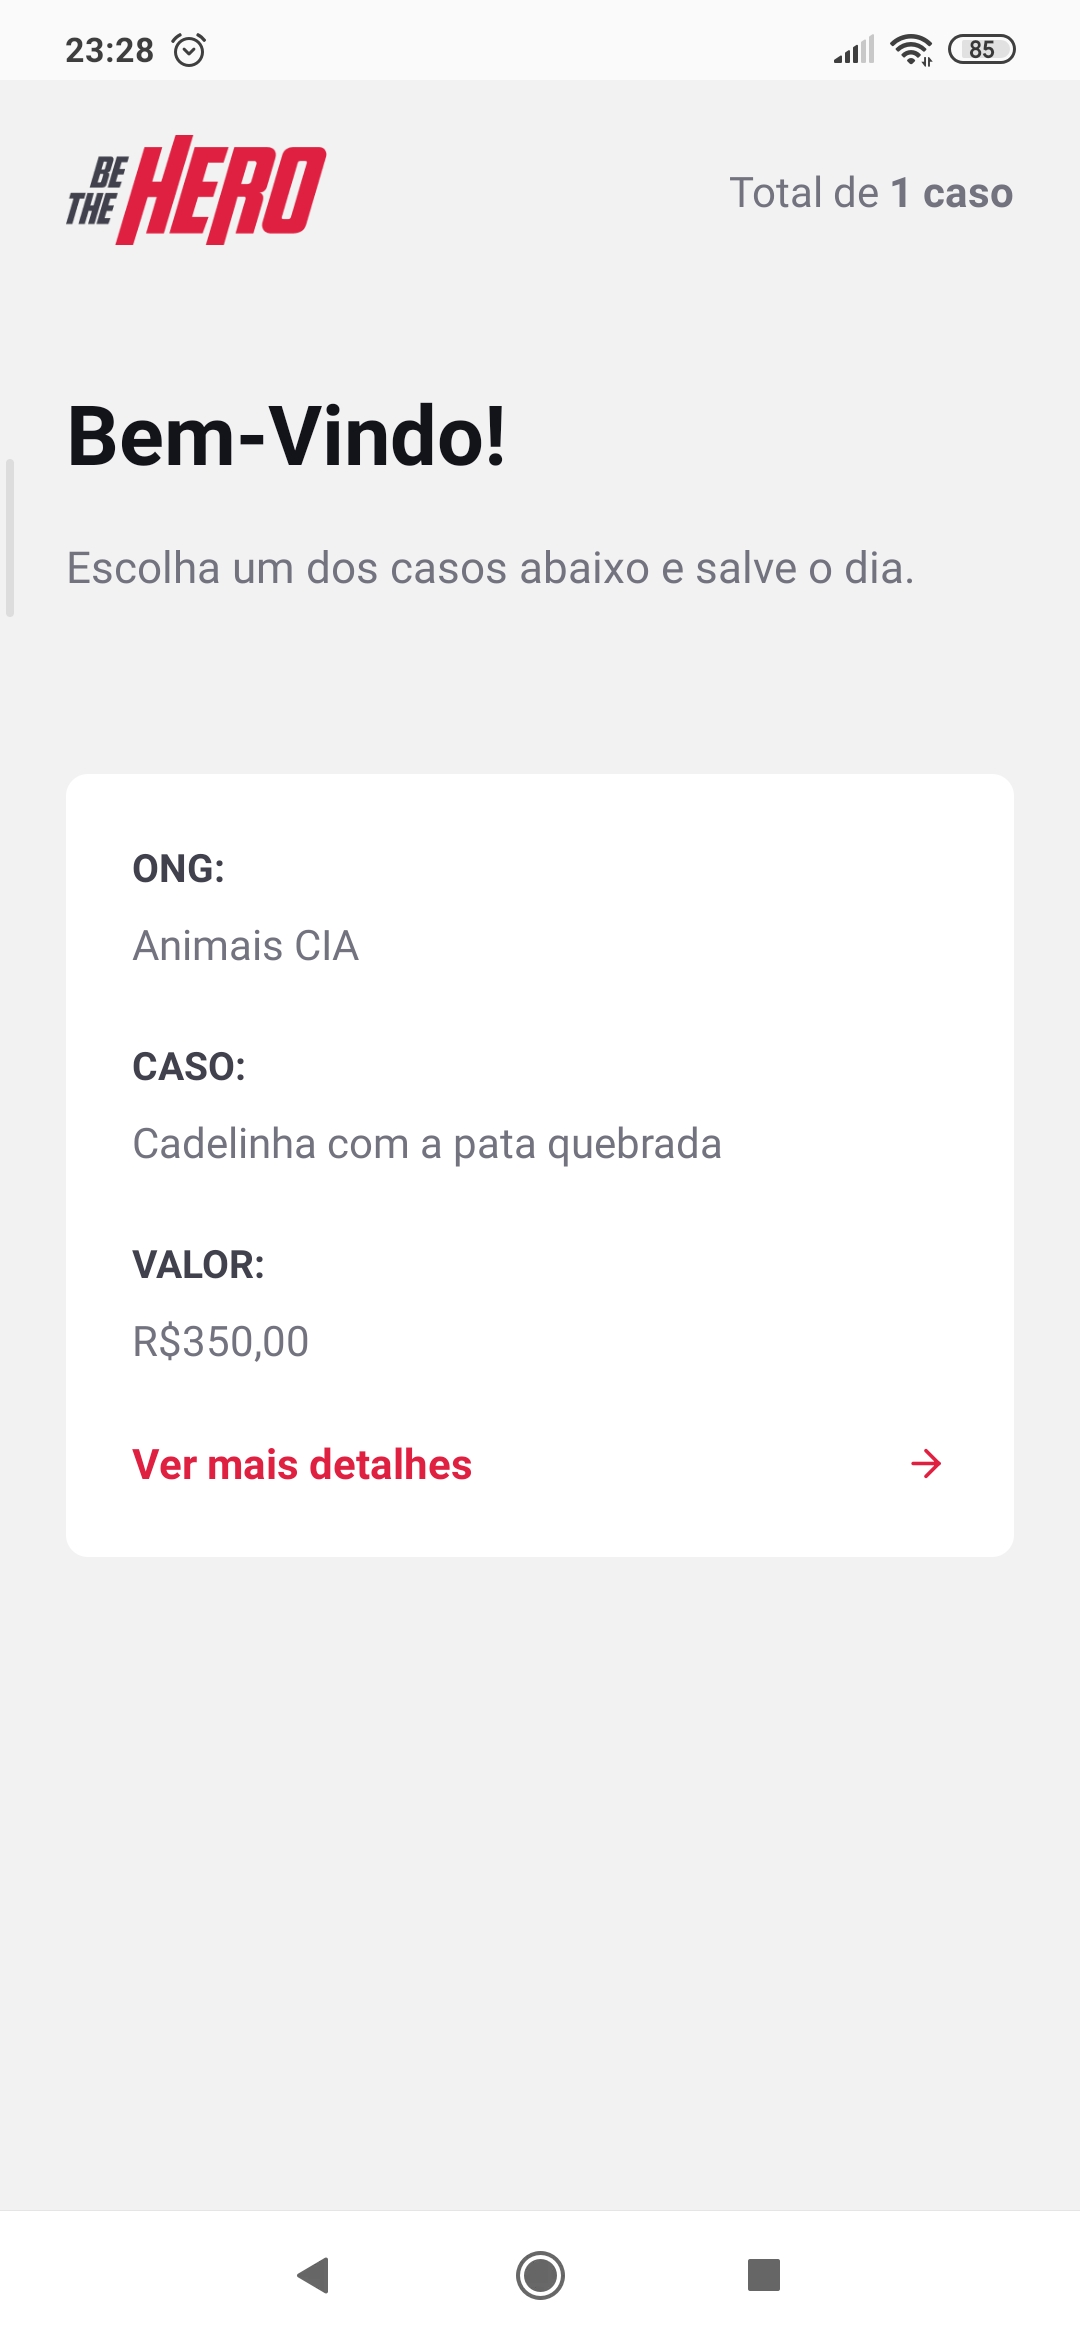 23:28
85
BE THE HERO
Total de 1 caso
Bem-Vindo!
Escolha um dos casos abaixo e salve o dia.
ONG:
Animais CIA
CASO:
Cadelinha com a pata quebrada
VALOR:
R$350,00
Ver mais detalhes